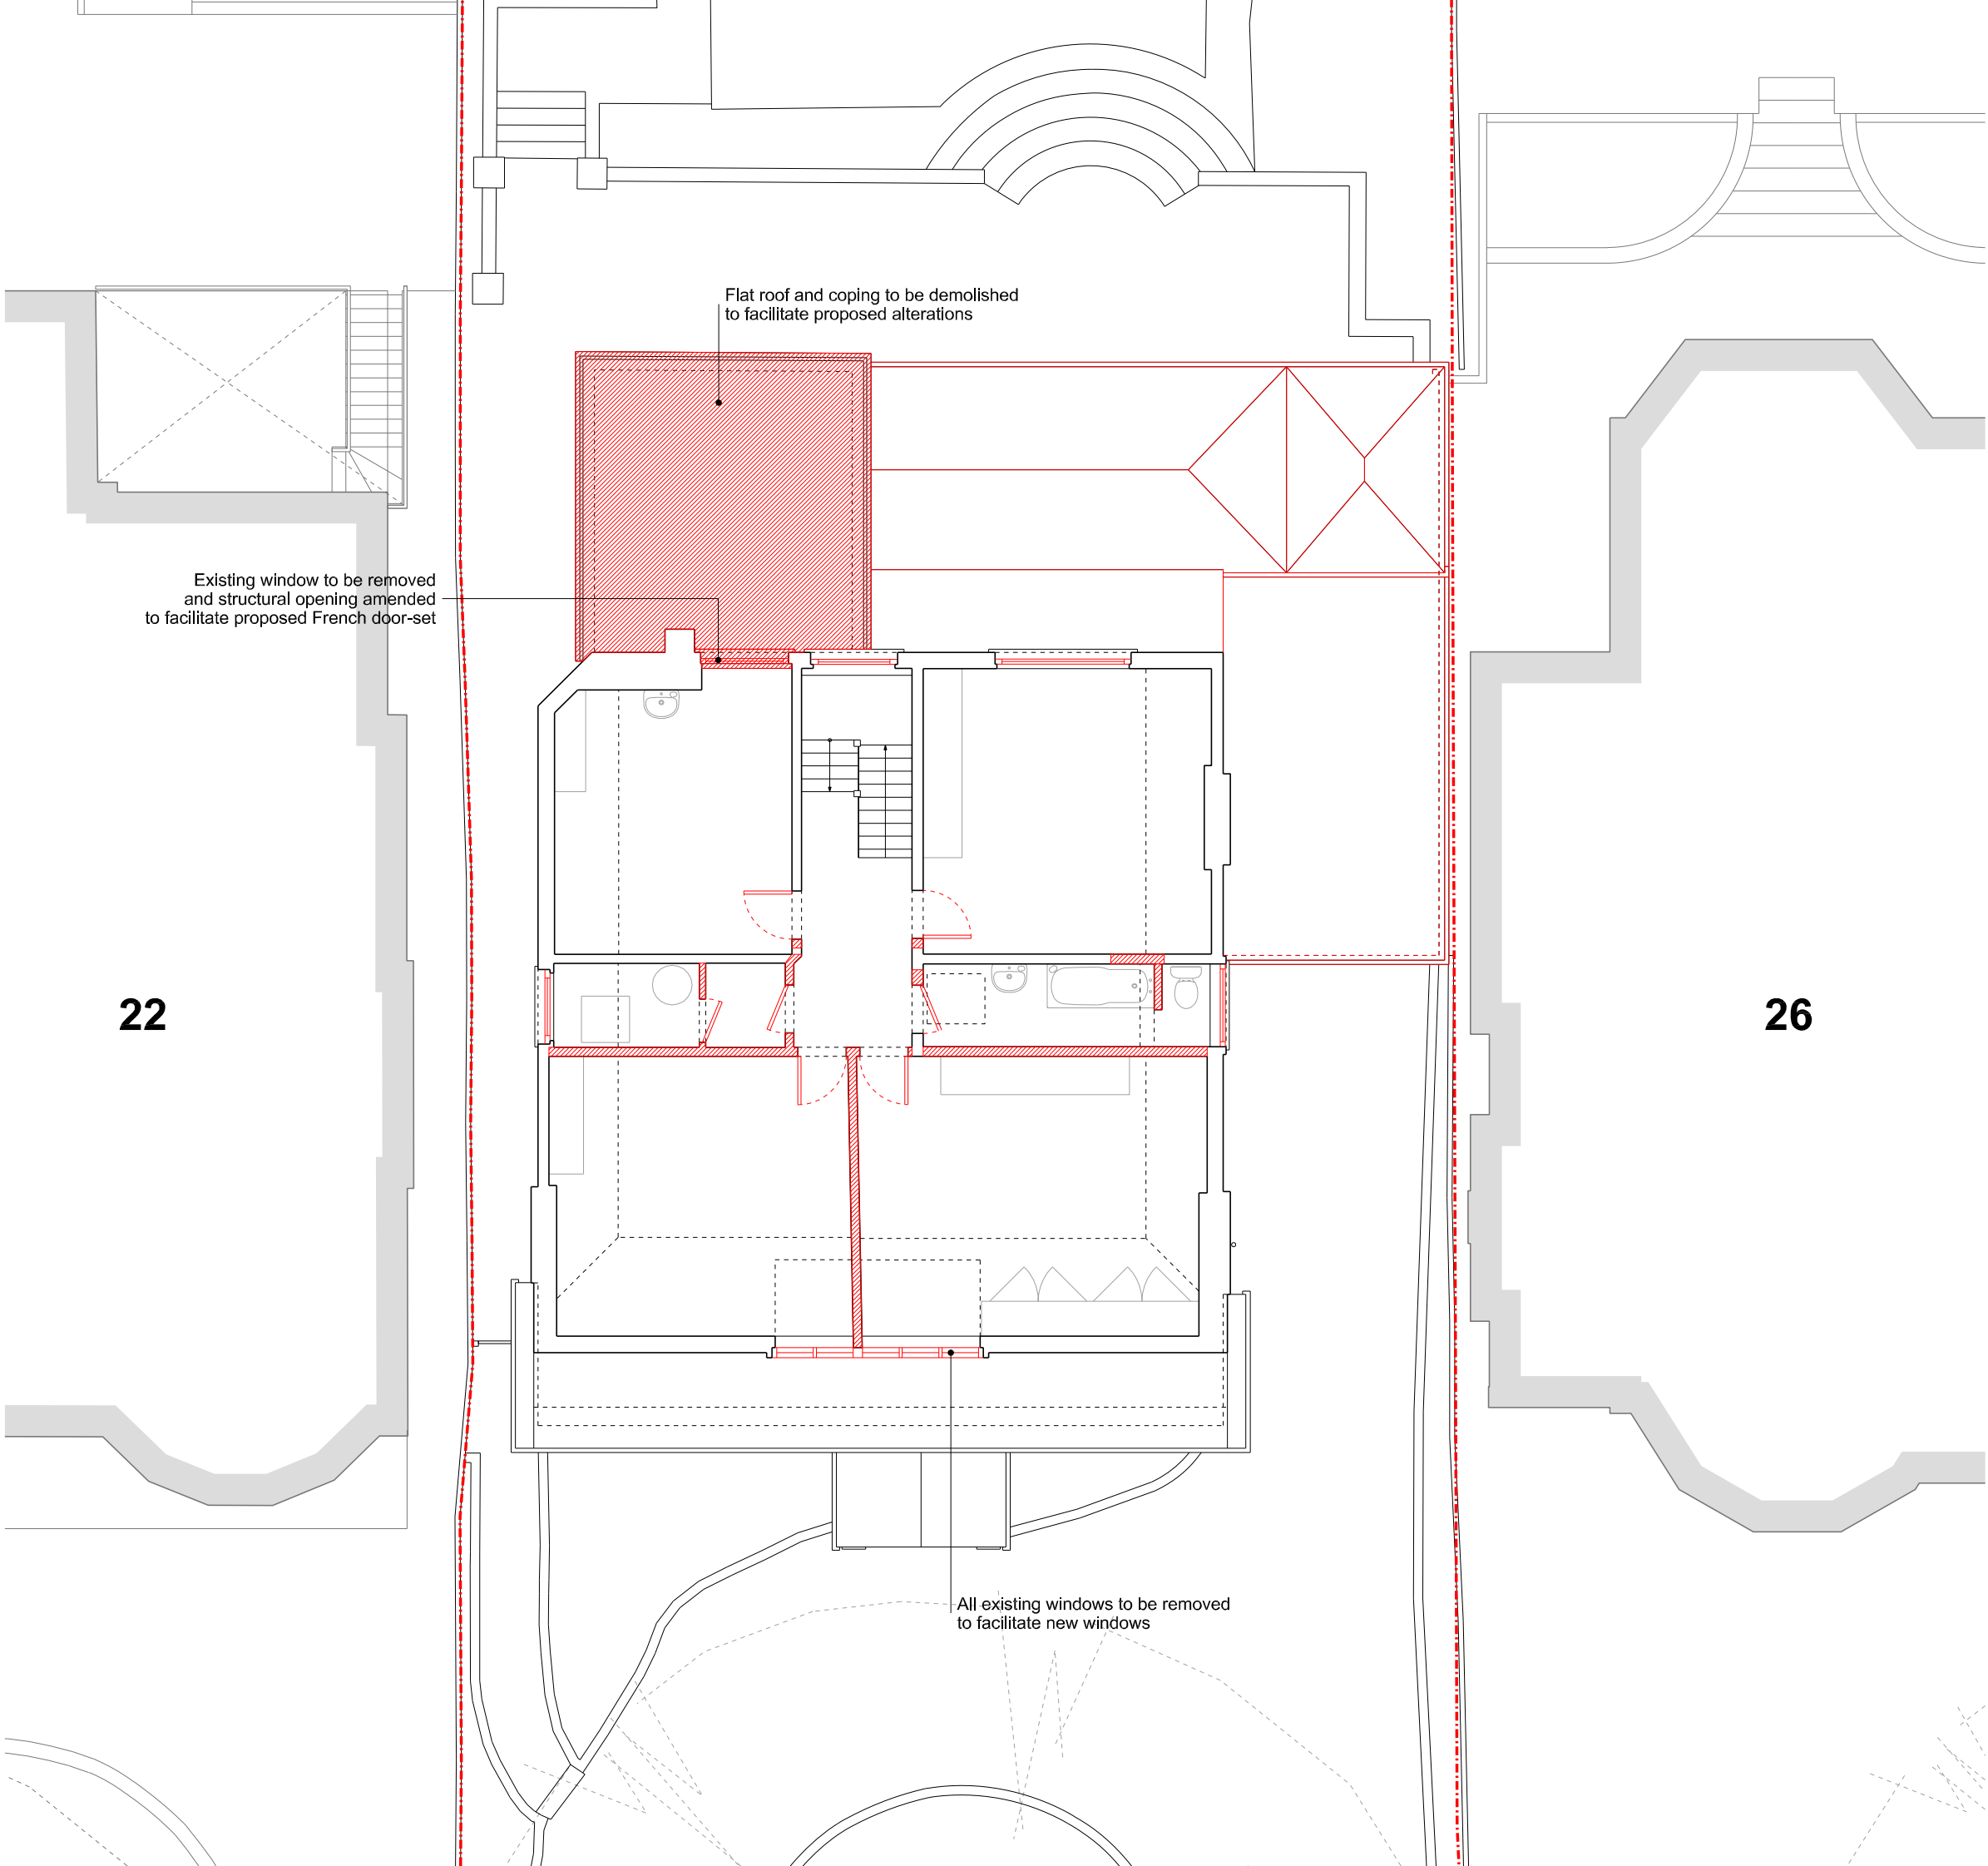 Flat roof and coping to be demolished
to facilitate proposed alterations
Existing window to be removed
and structural opening amended
to facilitate proposed French door-set
22
26
All existing windows to be removed
to facilitate new windows